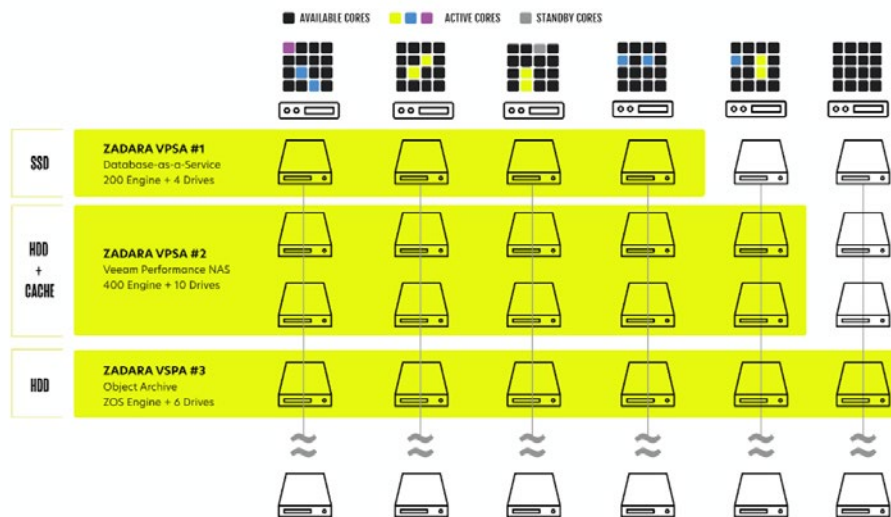 AVAILABLE CORES ACTIVE CORES STANDBY CORES
SSD
ZADARA VPSA #1
Database-as-a-Service
200 Engine + 4 Drives
HDD
+
CACHE
ZADARA VPSA #2
Veeam Performance NAS
400 Engine + 10 Drives
HDD
ZADARA VSPA #3
Object Archive
ZOS Engine + 6 Drives